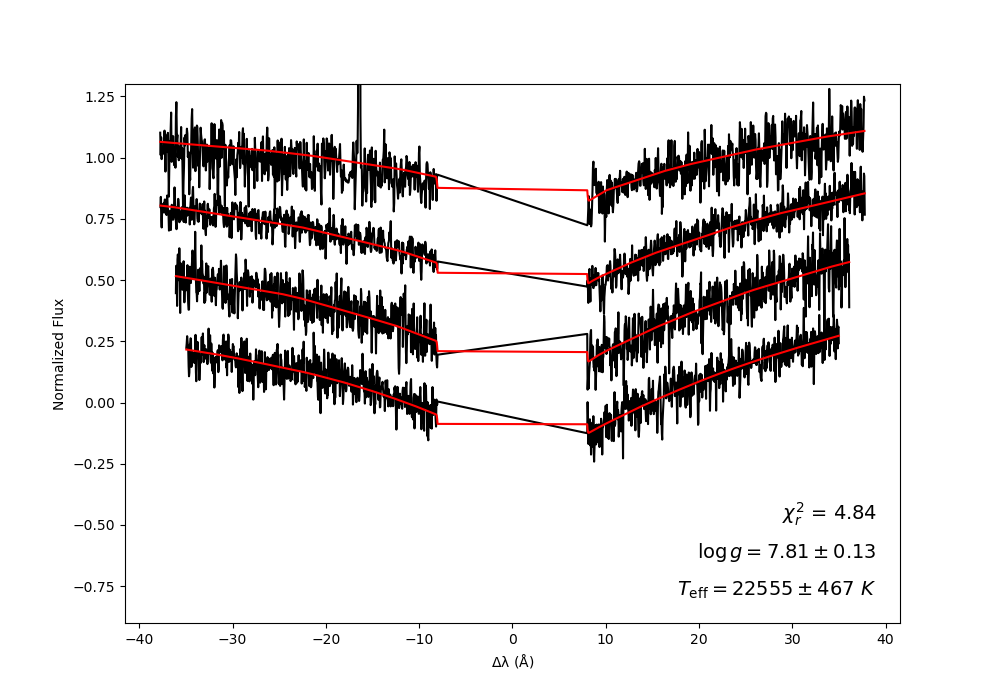 1.25
1.00
0.75
0.50
0.25
0.00
−0.25
−0.50
−0.75
Normalized Flux
χ_r^2 = 4.84
log g = 7.81 ± 0.13
T_eff = 22555 ± 467 K
−40 −30 −20 −10 0 10 20 30 40
Δλ (Å)